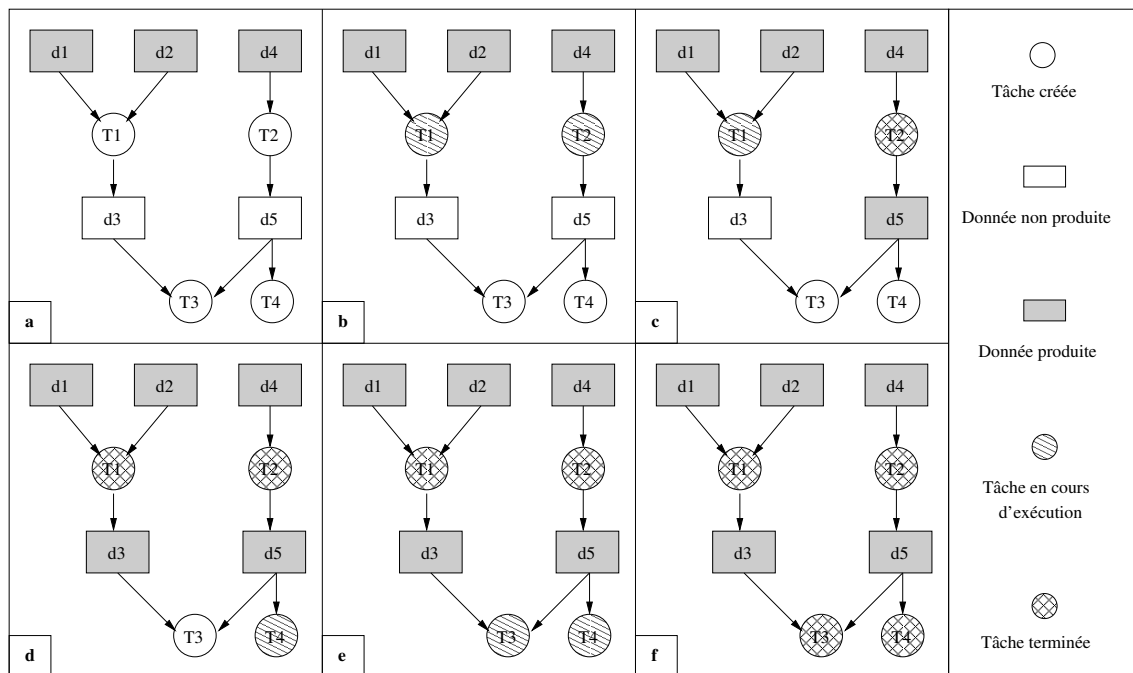 d1 d2 d4
T1 T2
d3 d5
T3 T4
a
d1 d2 d4
T1 T2
d3 d5
T3 T4
b
d1 d2 d4
T1 T2
d3 d5
T3 T4
c
d1 d2 d4
T1 T2
d3 d5
T3 T4
d
d1 d2 d4
T1 T2
d3 d5
T3 T4
e
d1 d2 d4
T1 T2
d3 d5
T3 T4
f
Tâche créée
Donnée non produite
Donnée produite
Tâche en cours
d'exécution
Tâche terminée